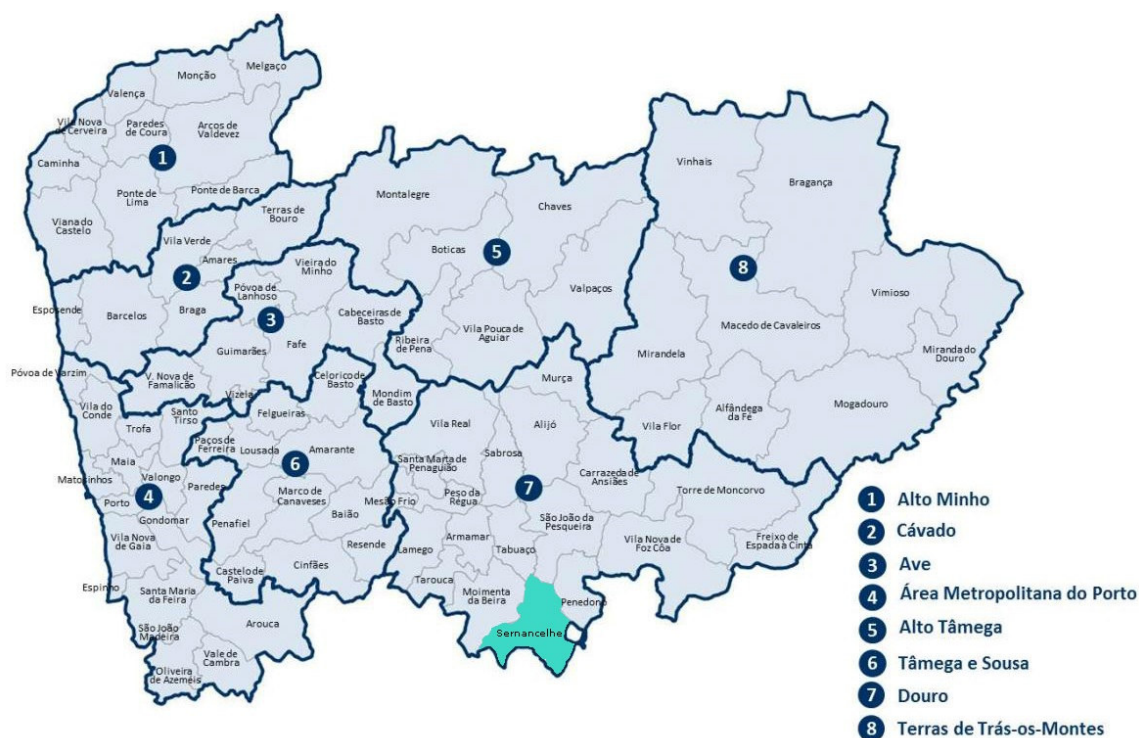 Melgaço
Monção
Valença
Vila Nova
de Cerveira
Paredes
de Coura
Arcos de
Valdevez
1
Caminha
Ponte de
Lima
Ponte de Barca
Viana do
Castelo
Terras de
Bouro
Vila Verde
Amares
2
Vieira do
Minho
Póvoa de
Lanhoso
Esposende
Barcelos
Braga
3
Cabeceiras de
Basto
Guimarães
Fafe
Póvoa de Varzim
V. Nova de
Famalicão
Vizela
Celorico de
Basto
Mondim
de Basto
Montalegre
Chaves
Boticas
5
Valpaços
Vila Pouca de
Aguiar
Ribeira
de Pena
Vinhais
Bragança
8
Vimioso
Macedo de Cavaleiros
Miranda do
Douro
Mirandela
Mogadouro
Alfândega
da Fé
Vila Flor
Vila do
Conde
Santo
Tirso
Trofa
Felgueiras
Paços de
Ferreira
Lousada
Amarante
6
Maia
Matosinhos
Valongo
4
Paredes
Porto
Gondomar
Marco de
Canaveses
Mesão Frio
Penafiel
Baião
Vila Nova
de Gaia
Resende
Cinfães
Castelo de
Paiva
Espinho
Santa Maria
da Feira
Arouca
São João
Madeira
Vale de
Cambra
Oliveira
de Azeméis
Murça
Vila Real
Alijó
Sabrosa
Santa Marta de
Penaguião
Carrazeda de
Ansiães
7
Peso da
Régua
Torre de Moncorvo
São João da
Pesqueira
Armamar
Lamego
Tabuaço
Vila Nova de
Foz Côa
Freixo de
Espada à Cinta
Tarouca
Moimenta
da Beira
Penedono
Sernancelhe
1 Alto Minho
2 Cávado
3 Ave
4 Área Metropolitana do Porto
5 Alto Tâmega
6 Tâmega e Sousa
7 Douro
8 Terras de Trás-os-Montes